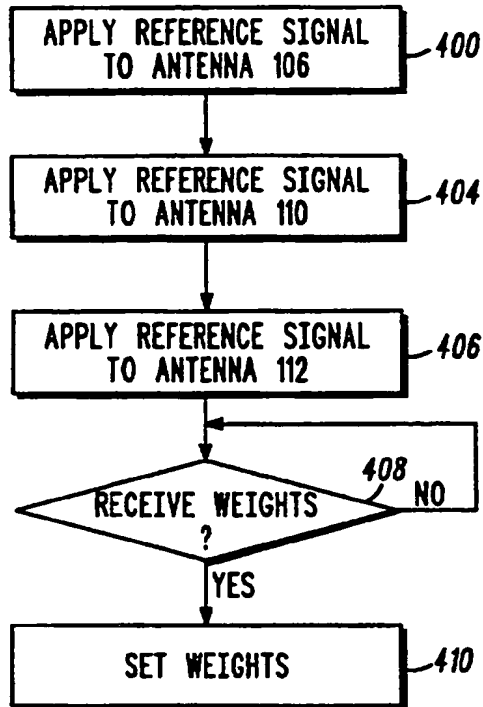 APPLY REFERENCE SIGNAL
TO ANTENNA 106
400
APPLY REFERENCE SIGNAL
TO ANTENNA 110
404
APPLY REFERENCE SIGNAL
TO ANTENNA 112
406
408
RECEIVE WEIGHTS
?
NO
YES
SET WEIGHTS
410